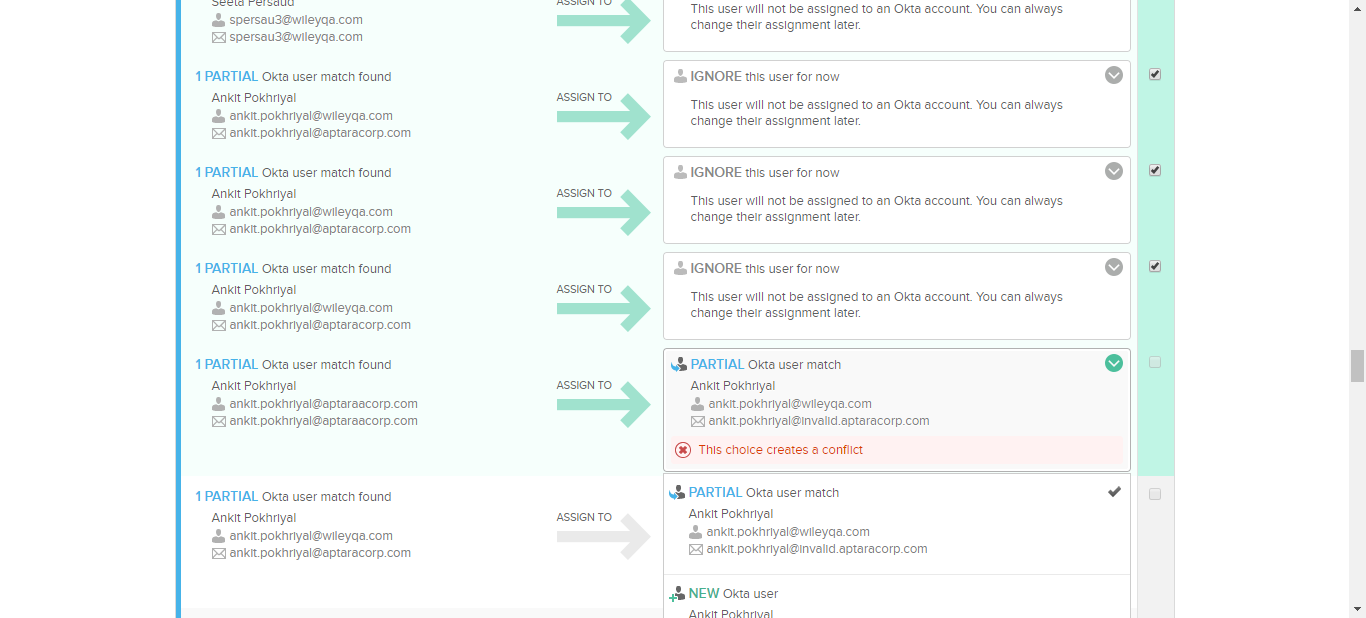 Seeta Persaud
spersau3@wileyqa.com
spersau3@wileyqa.com
ASSIGN TO
This user will not be assigned to an Okta account. You can always
change their assignment later.
1 PARTIAL Okta user match found
Ankit Pokhriyal
ankit.pokhriyal@wileyqa.com
ankit.pokhriyal@aptaracorp.com
ASSIGN TO
IGNORE this user for now
This user will not be assigned to an Okta account. You can always
change their assignment later.
1 PARTIAL Okta user match found
Ankit Pokhriyal
ankit.pokhriyal@wileyqa.com
ankit.pokhriyal@aptaracorp.com
ASSIGN TO
IGNORE this user for now
This user will not be assigned to an Okta account. You can always
change their assignment later.
1 PARTIAL Okta user match found
Ankit Pokhriyal
ankit.pokhriyal@wileyqa.com
ankit.pokhriyal@aptaracorp.com
ASSIGN TO
IGNORE this user for now
This user will not be assigned to an Okta account. You can always
change their assignment later.
1 PARTIAL Okta user match found
Ankit Pokhriyal
ankit.pokhriyal@aptaraacorp.com
ankit.pokhriyal@aptaraacorp.com
ASSIGN TO
PARTIAL Okta user match
Ankit Pokhriyal
ankit.pokhriyal@wileyqa.com
ankit.pokhriyal@invalid.aptaracorp.com
This choice creates a conflict
1 PARTIAL Okta user match found
Ankit Pokhriyal
ankit.pokhriyal@wileyqa.com
ankit.pokhriyal@aptaracorp.com
ASSIGN TO
PARTIAL Okta user match
Ankit Pokhriyal
ankit.pokhriyal@wileyqa.com
ankit.pokhriyal@invalid.aptaracorp.com
NEW Okta user
Ankit Pokhriyal